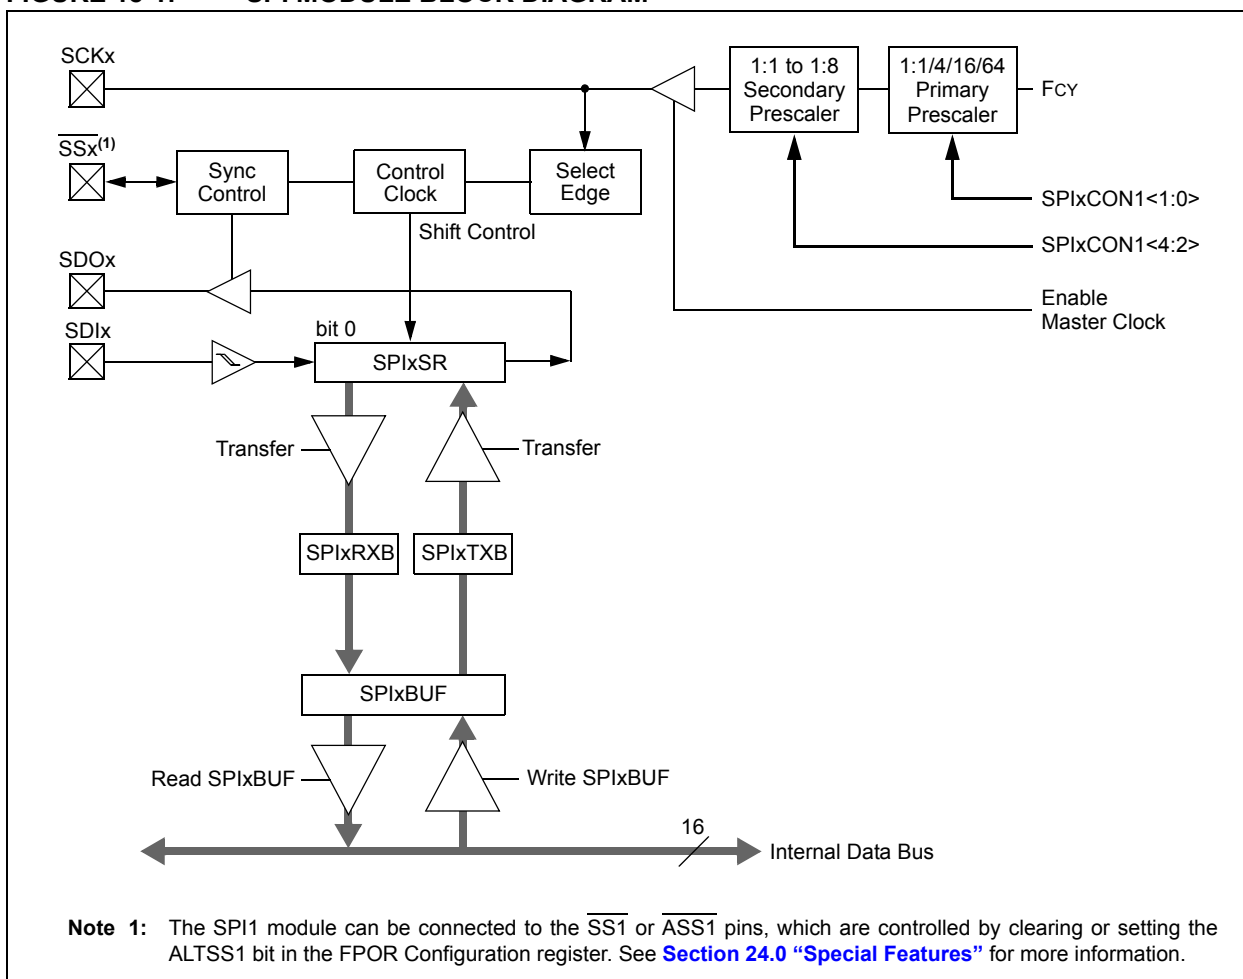 SCKx
1:1 to 1:8
Secondary
Prescaler
1:1/4/16/64
Primary
Prescaler
FCY
SSx(1)
Sync
Control
Control
Clock
Select
Edge
SPIxCON1<1:0>
Shift Control
SPIxCON1<4:2>
SDOx
Enable
Master Clock
SDIx
bit 0
SPIxSR
Transfer
Transfer
SPIxRXB
SPIxTXB
SPIxBUF
Read SPIxBUF
Write SPIxBUF
16
Internal Data Bus
Note 1: The SPI1 module can be connected to the SS1 or ASS1 pins, which are controlled by clearing or setting the
ALTSS1 bit in the FPOR Configuration register. See Section 24.0 “Special Features” for more information.